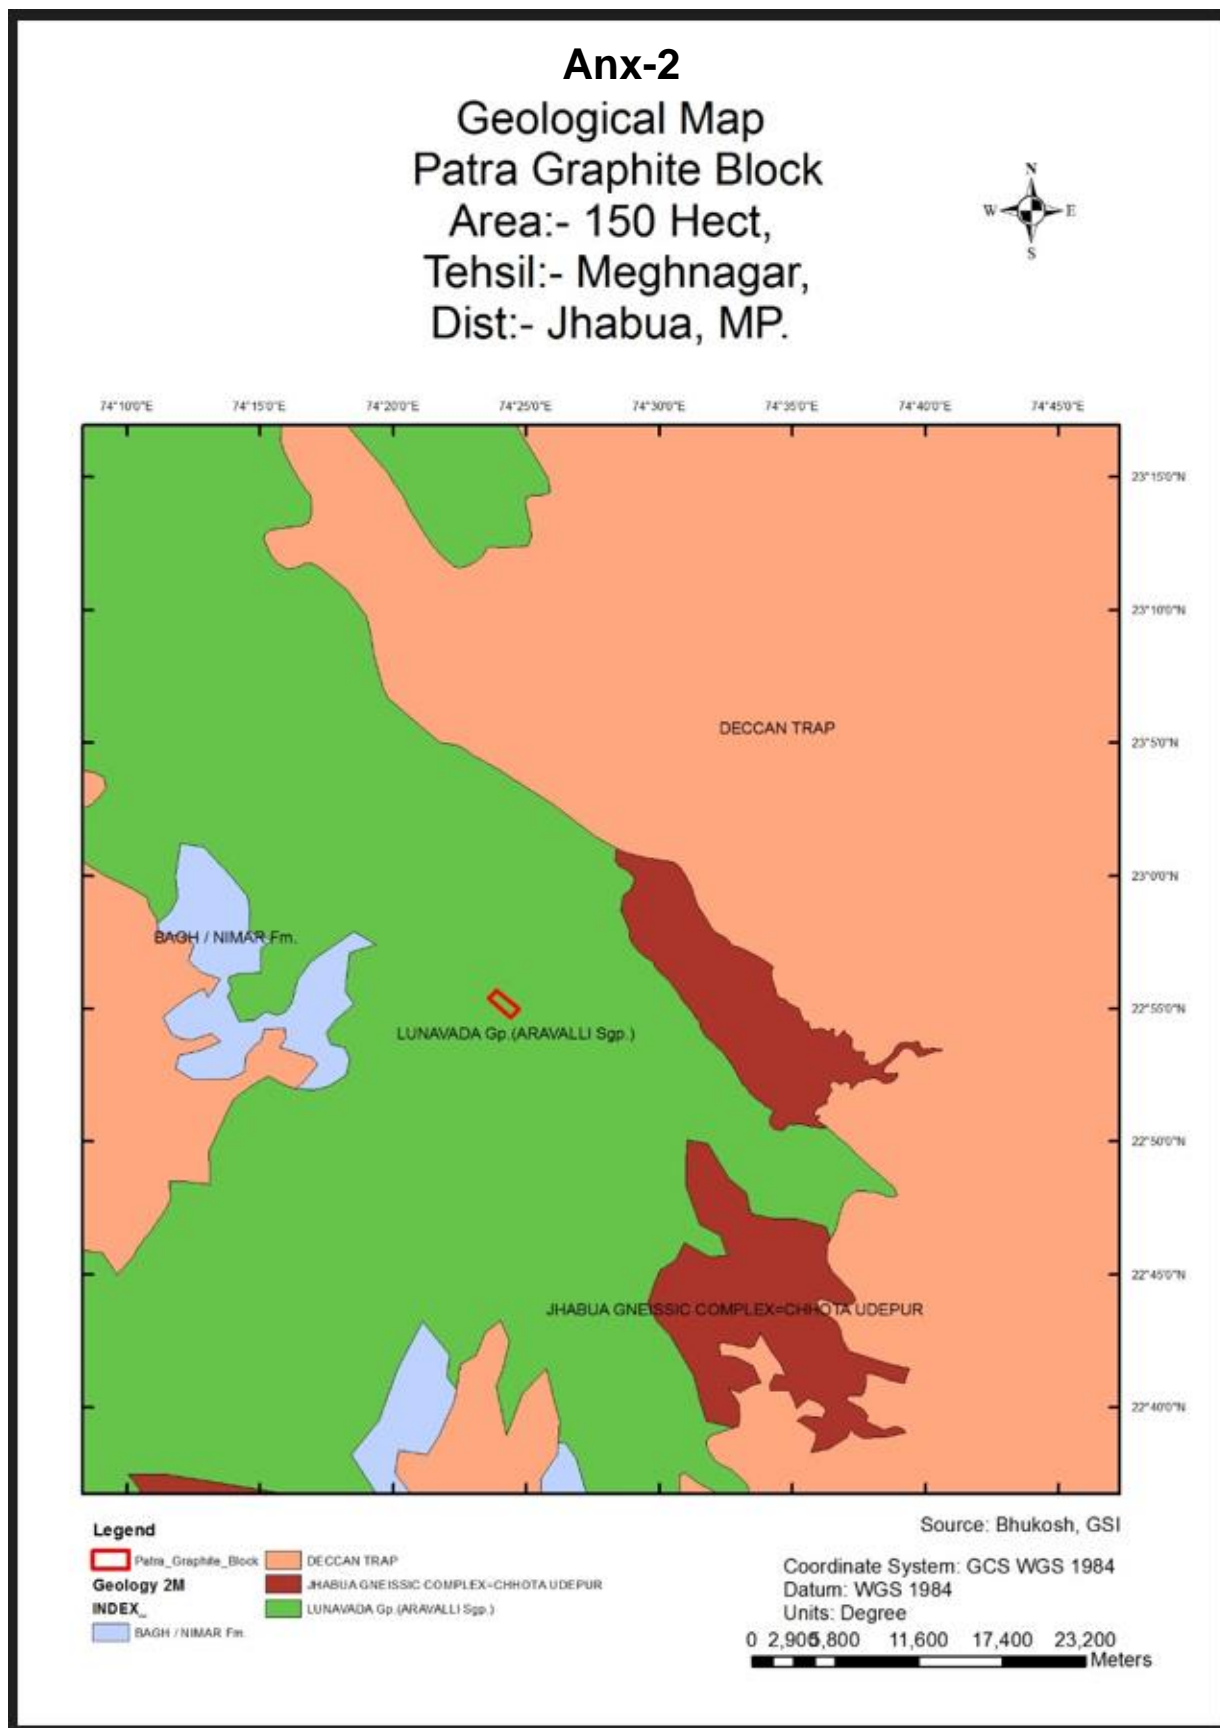 Anx-2
Geological Map
Patra Graphite Block
Area:- 150 Hect,
Tehsil:- Meghnagar,
Dist:- Jhabua, MP.
N
W E
S
74°10'0"E 74°15'0"E 74°20'0"E 74°25'0"E 74°30'0"E 74°35'0"E 74°40'0"E 74°45'0"E
23°15'0"N
23°10'0"N
DECCAN TRAP
23°5'0"N
23°0'0"N
BAGH / NIMAR Fm.
22°55'0"N
LUNAVADA Gp.(ARAVALLI Sgp.)
22°50'0"N
22°45'0"N
JHABUA GNEISSIC COMPLEX=CHHOTA UDEPUR
22°40'0"N
Legend
Patra_Graphite_Block
Geology 2M
INDEX_
BAGH / NIMAR Fm.
DECCAN TRAP
JHABUA GNEISSIC COMPLEX=CHHOTA UDEPUR
LUNAVADA Gp.(ARAVALLI Sgp.)
Source: Bhukosh, GSI
Coordinate System: GCS WGS 1984
Datum: WGS 1984
Units: Degree
0 2,900 5,800 11,600 17,400 23,200
Meters